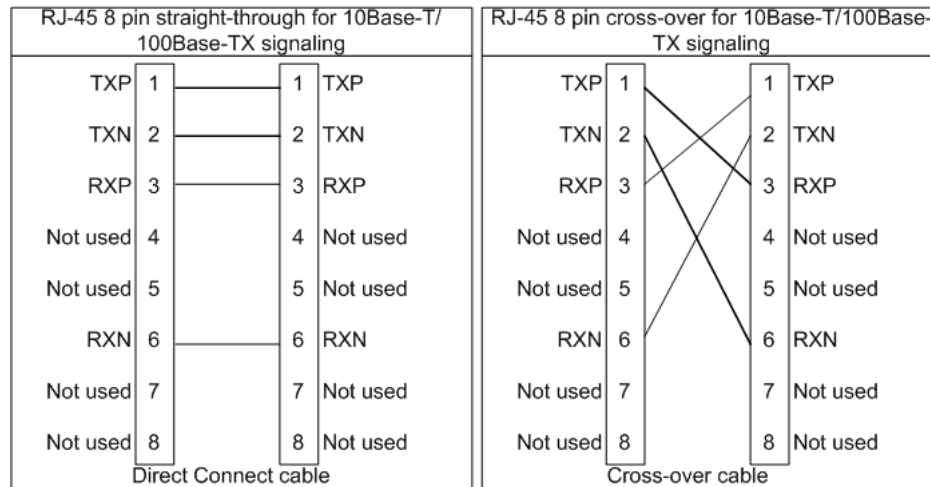 RJ-45 8 pin straight-through for 10Base-T/
100Base-TX signaling
TXP 1 1 TXP
TXN 2 2 TXN
RXP 3 3 RXP
Not used 4 4 Not used
Not used 5 5 Not used
RXN 6 6 RXN
Not used 7 7 Not used
Not used 8 8 Not used
Direct Connect cable
RJ-45 8 pin cross-over for 10Base-T/100Base-
TX signaling
TXP 1 1 TXP
TXN 2 2 TXN
RXP 3 3 RXP
Not used 4 4 Not used
Not used 5 5 Not used
RXN 6 6 RXN
Not used 7 7 Not used
Not used 8 8 Not used
Cross-over cable